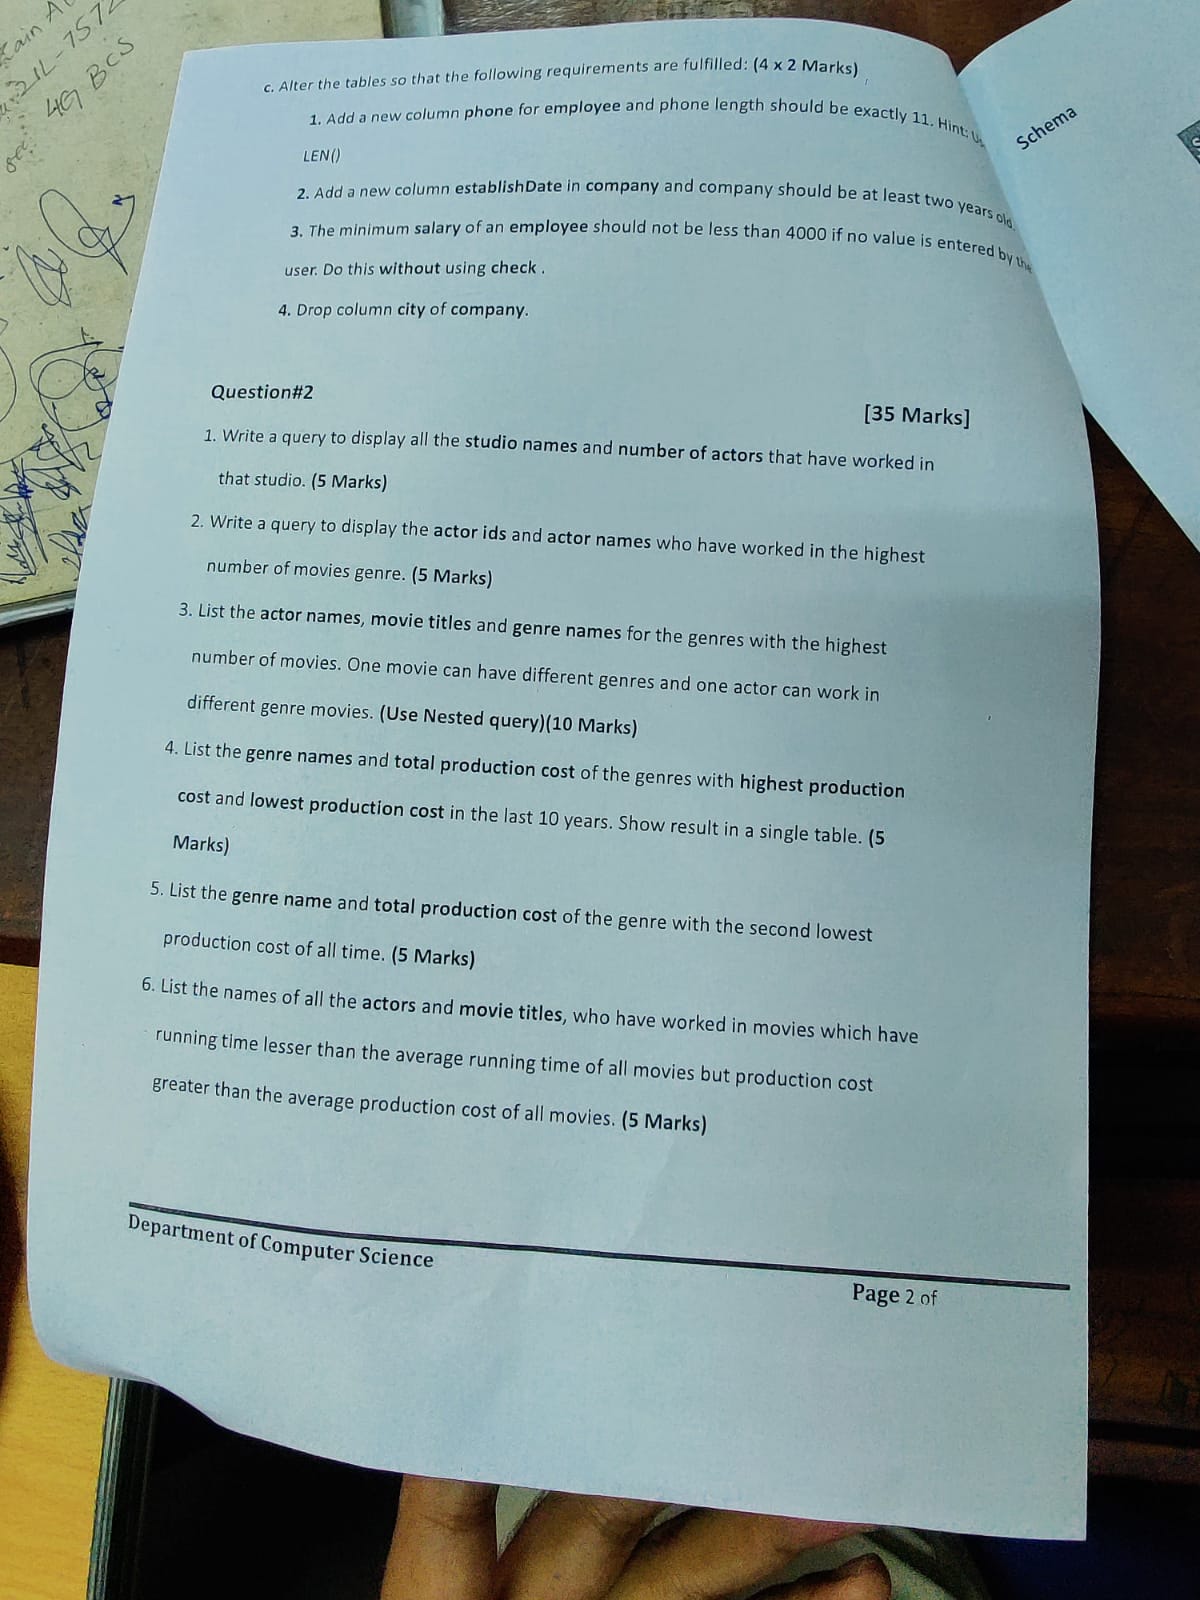 21L-757
4G BCS
sec:
c. Alter the tables so that the following requirements are fulfilled: (4 x 2 Marks)
1. Add a new column phone for employee and phone length should be exactly 11. Hint:
LEN()
2. Add a new column establishDate in company and company should be at least two years old.
3. The minimum salary of an employee should not be less than 4000 if no value is entered by the
user. Do this without using check .
4. Drop column city of company.
Schema
Question#2
[35 Marks]
1. Write a query to display all the studio names and number of actors that have worked in
that studio. (5 Marks)
2. Write a query to display the actor ids and actor names who have worked in the highest
number of movies genre. (5 Marks)
3. List the actor names, movie titles and genre names for the genres with the highest
number of movies. One movie can have different genres and one actor can work in
different genre movies. (Use Nested query)(10 Marks)
4. List the genre names and total production cost of the genres with highest production
cost and lowest production cost in the last 10 years. Show result in a single table. (5
Marks)
5. List the genre name and total production cost of the genre with the second lowest
production cost of all time. (5 Marks)
6. List the names of all the actors and movie titles, who have worked in movies which have
running time lesser than the average running time of all movies but production cost
greater than the average production cost of all movies. (5 Marks)
Department of Computer Science
Page 2 of